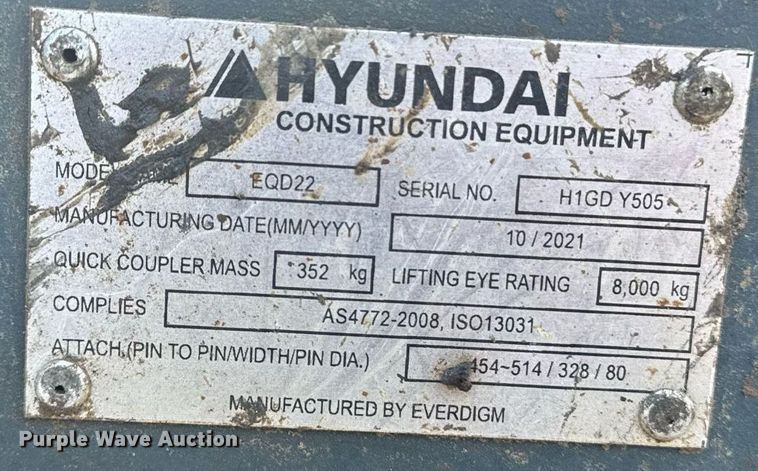 HYUNDAI
CONSTRUCTION EQUIPMENT
MODEL EQD22 SERIAL NO. H1GD Y505
MANUFACTURING DATE(MM/YYYY) 10 / 2021
QUICK COUPLER MASS 352 kg LIFTING EYE RATING 8,000 kg
COMPLIES AS4772-2008, ISO13031
ATTACH.(PIN TO PIN/WIDTH/PIN DIA.) 454~514 / 328 / 80
MANUFACTURED BY EVERDIGM
Purple Wave Auction